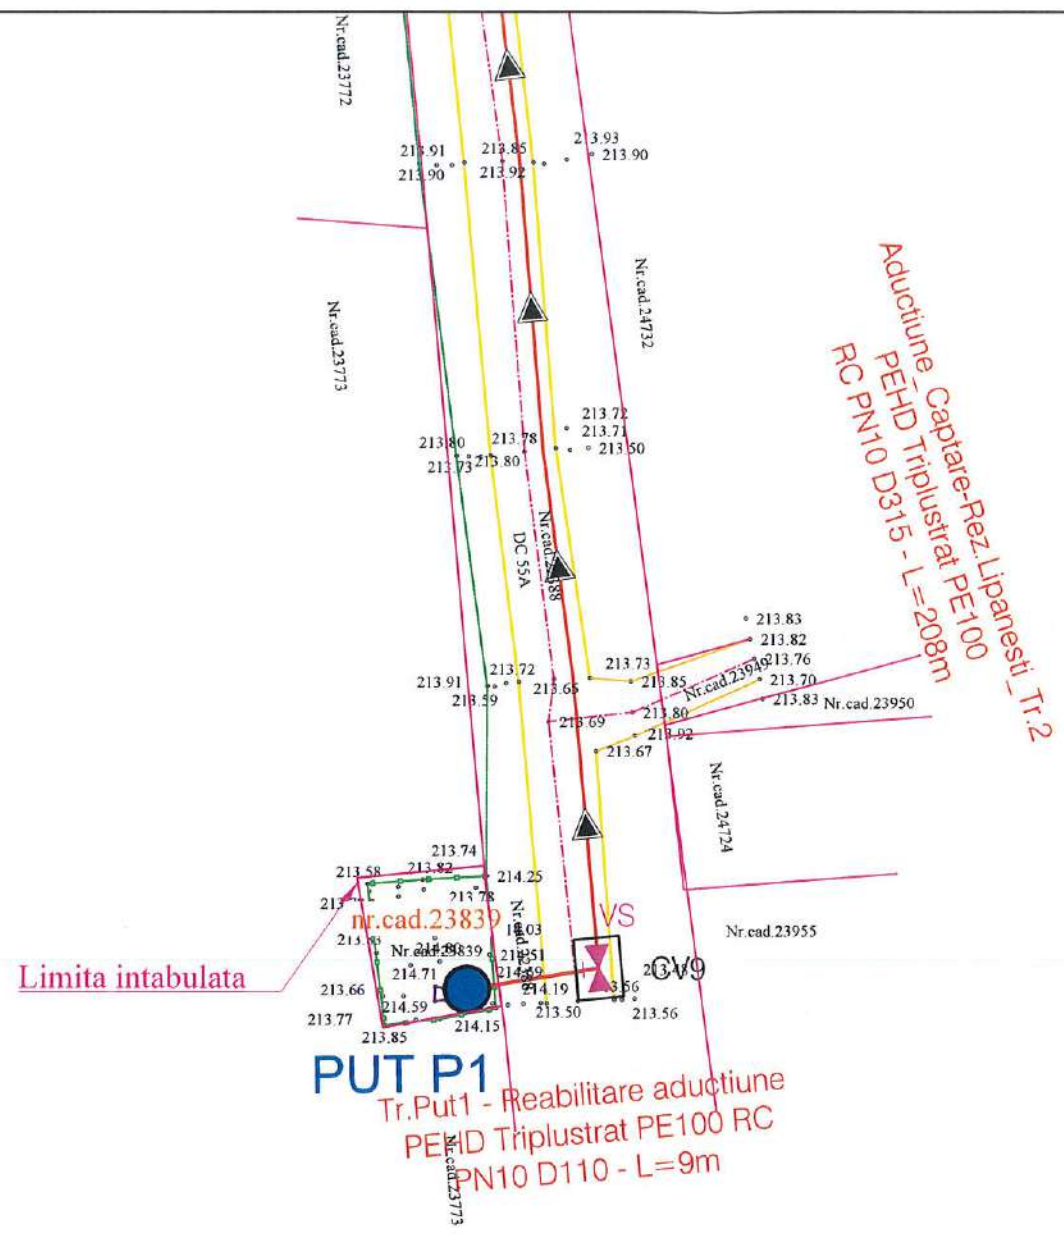 Nr.cad.23772
213.93
213.91
213.85
213.90
213.90
213.92
Nr.cad.24732
Nr.cad.23773
Aductiune_Captare-Rez.Lipanesti_Tr.2
PEHD Triplustrat PE100
RC PN10 D315 - L=208m
213.72
213.71
213.80
213.78
213.50
213.73
213.80
DC 55A
213.83
213.82
213.73
213.76
213.72
213.91
213.65
213.85
Nr.cad.23949
213.70
213.59
213.83
Nr.cad.23950
213.80
213.69
213.92
213.67
Nr.cad.24724
213.74
213.58
213.82
214.25
213.78
nr.cad.23839
VS
Nr.cad.23839
Nr.cad.23955
214.71
CV9
Limita intabulata
213.66
214.19
214.59
213.50
213.56
213.77
214.15
213.85
PUT P1
Tr.Put1 - Reabilitare aductiune
PEHD Triplustrat PE100 RC
PN10 D110 - L=9m
Nr.cad.23773